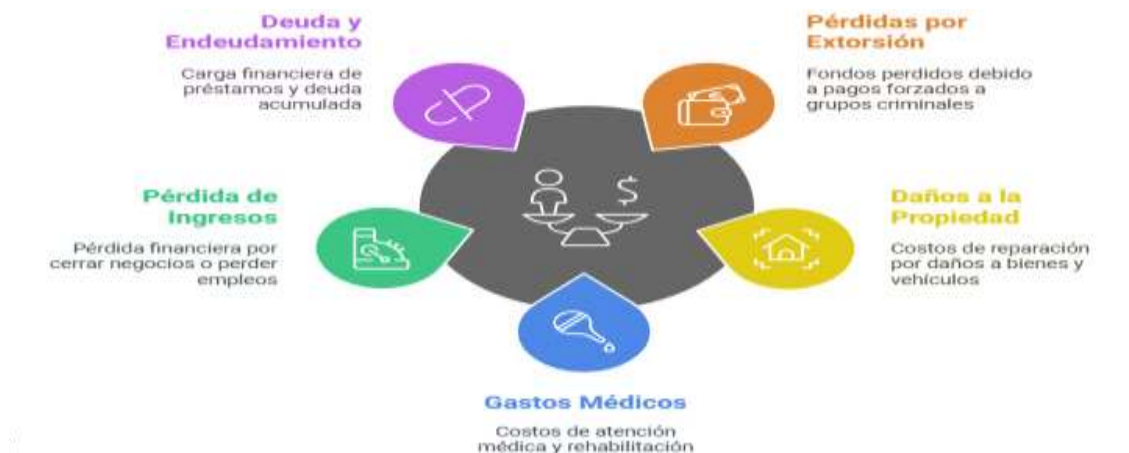 Deuda y
Endeudamiento
Carga financiera de
préstamos y deuda
acumulada
Pérdidas por
Extorsión
Fondos perdidos debido
a pagos forzados a
grupos criminales
Pérdida de
Ingresos
Pérdida financiera por
cerrar negocios o perder
empleos
$
Daños a la
Propiedad
Costos de reparación
por daños a bienes y
vehículos
Gastos Médicos
Costos de atención
médica y rehabilitación